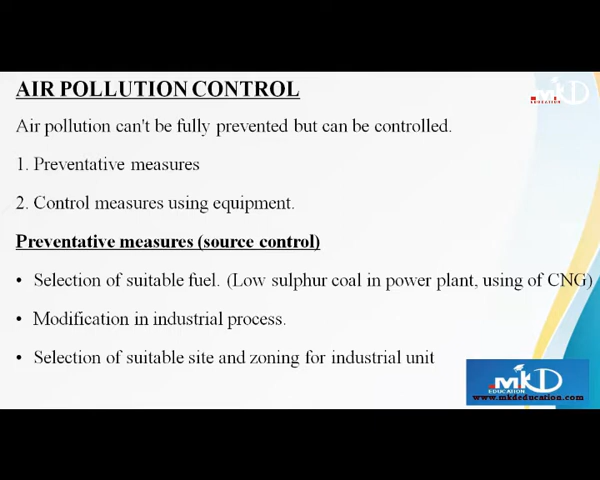 AIR POLLUTION CONTROL
MKD
EDUCATION
Air pollution can't be fully prevented but can be controlled.
1. Preventative measures
2. Control measures using equipment.
Preventative measures (source control)
• Selection of suitable fuel. (Low sulphur coal in power plant, using of CNG)
• Modification in industrial process.
• Selection of suitable site and zoning for industrial unit
MKD
EDUCATION
www.mkdeducation.com